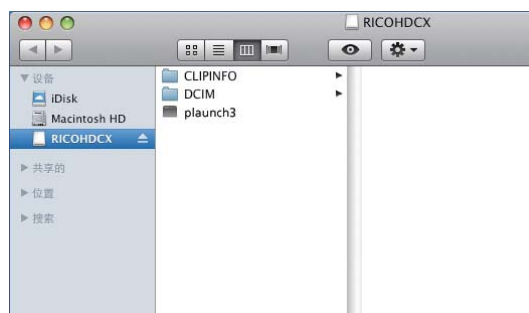 RICOHDCX
设备
iDisk
Macintosh HD
RICOHDCX
共享的
位置
搜索
CLIPINFO
DCIM
plaunch3